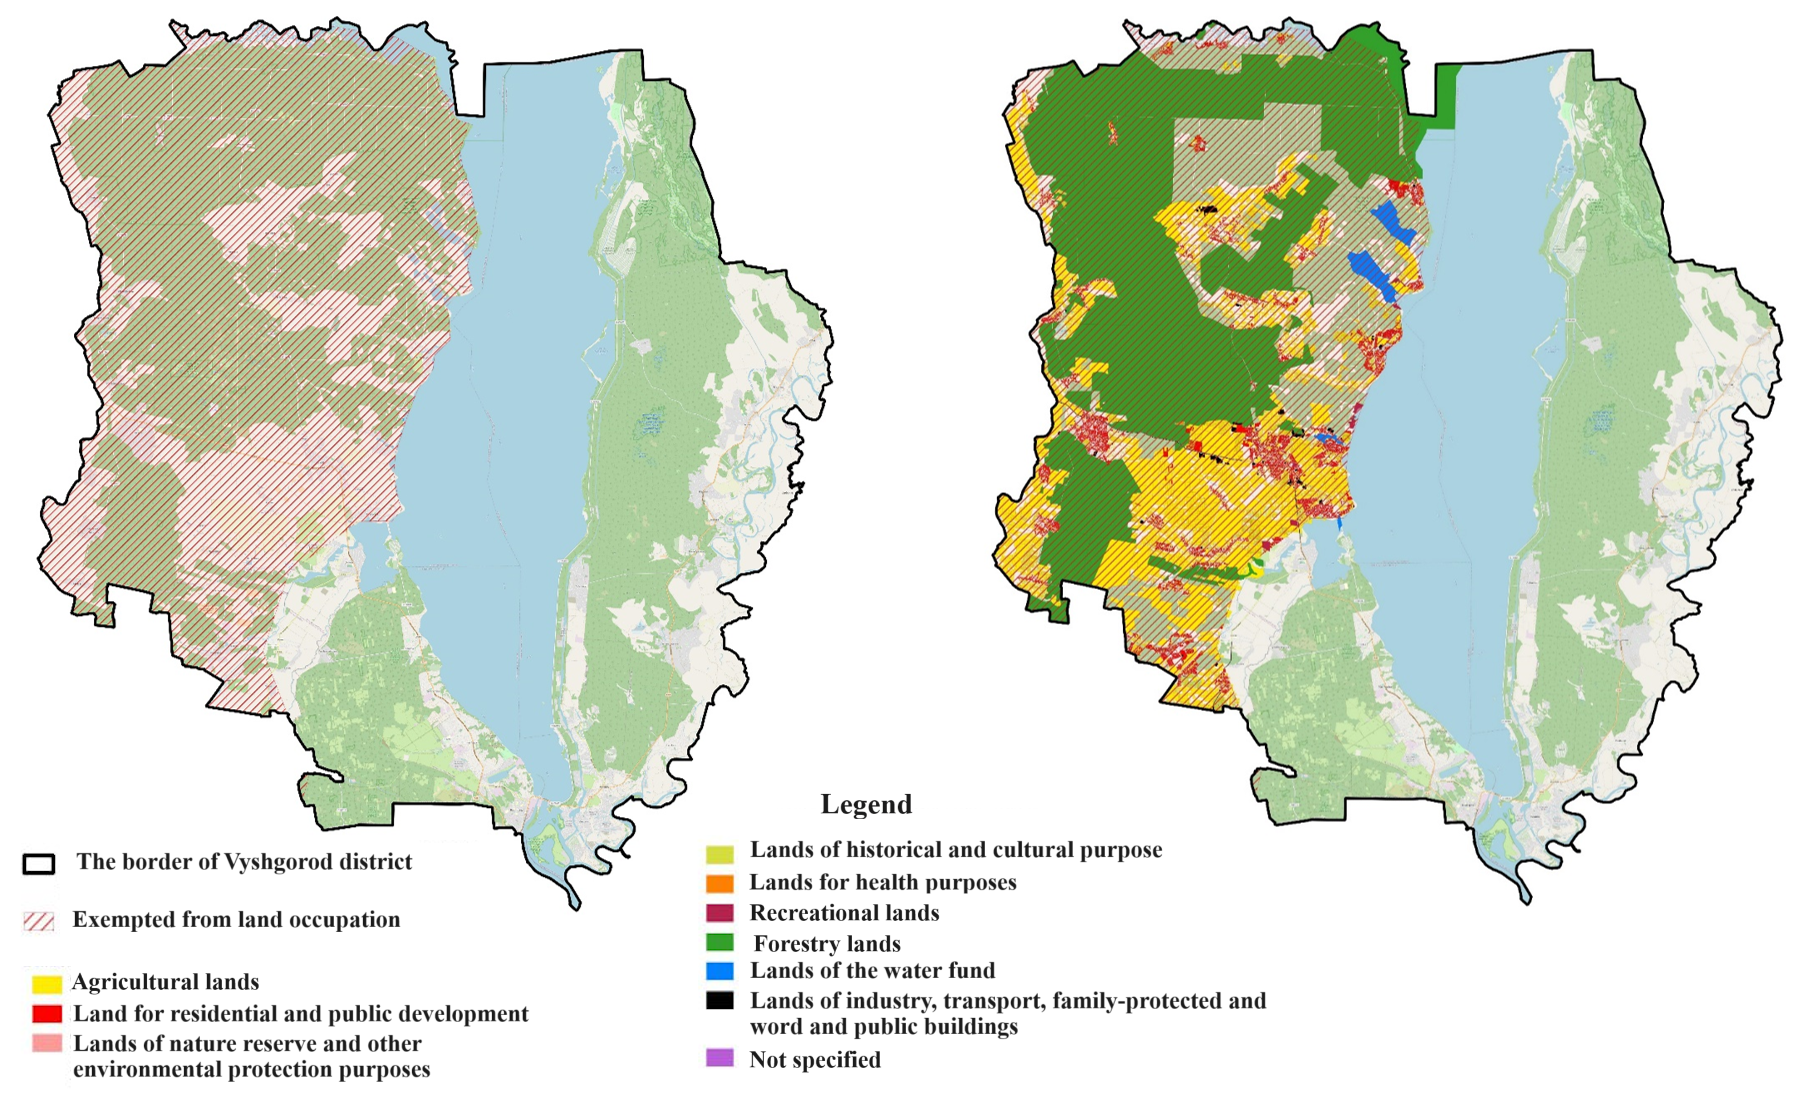 Legend
The border of Vyshgorod district
Exempted from land occupation
Agricultural lands
Land for residential and public development
Lands of nature reserve and other
environmental protection purposes
Lands of historical and cultural purpose
Lands for health purposes
Recreational lands
Forestry lands
Lands of the water fund
Lands of industry, transport, family-protected and
word and public buildings
Not specified